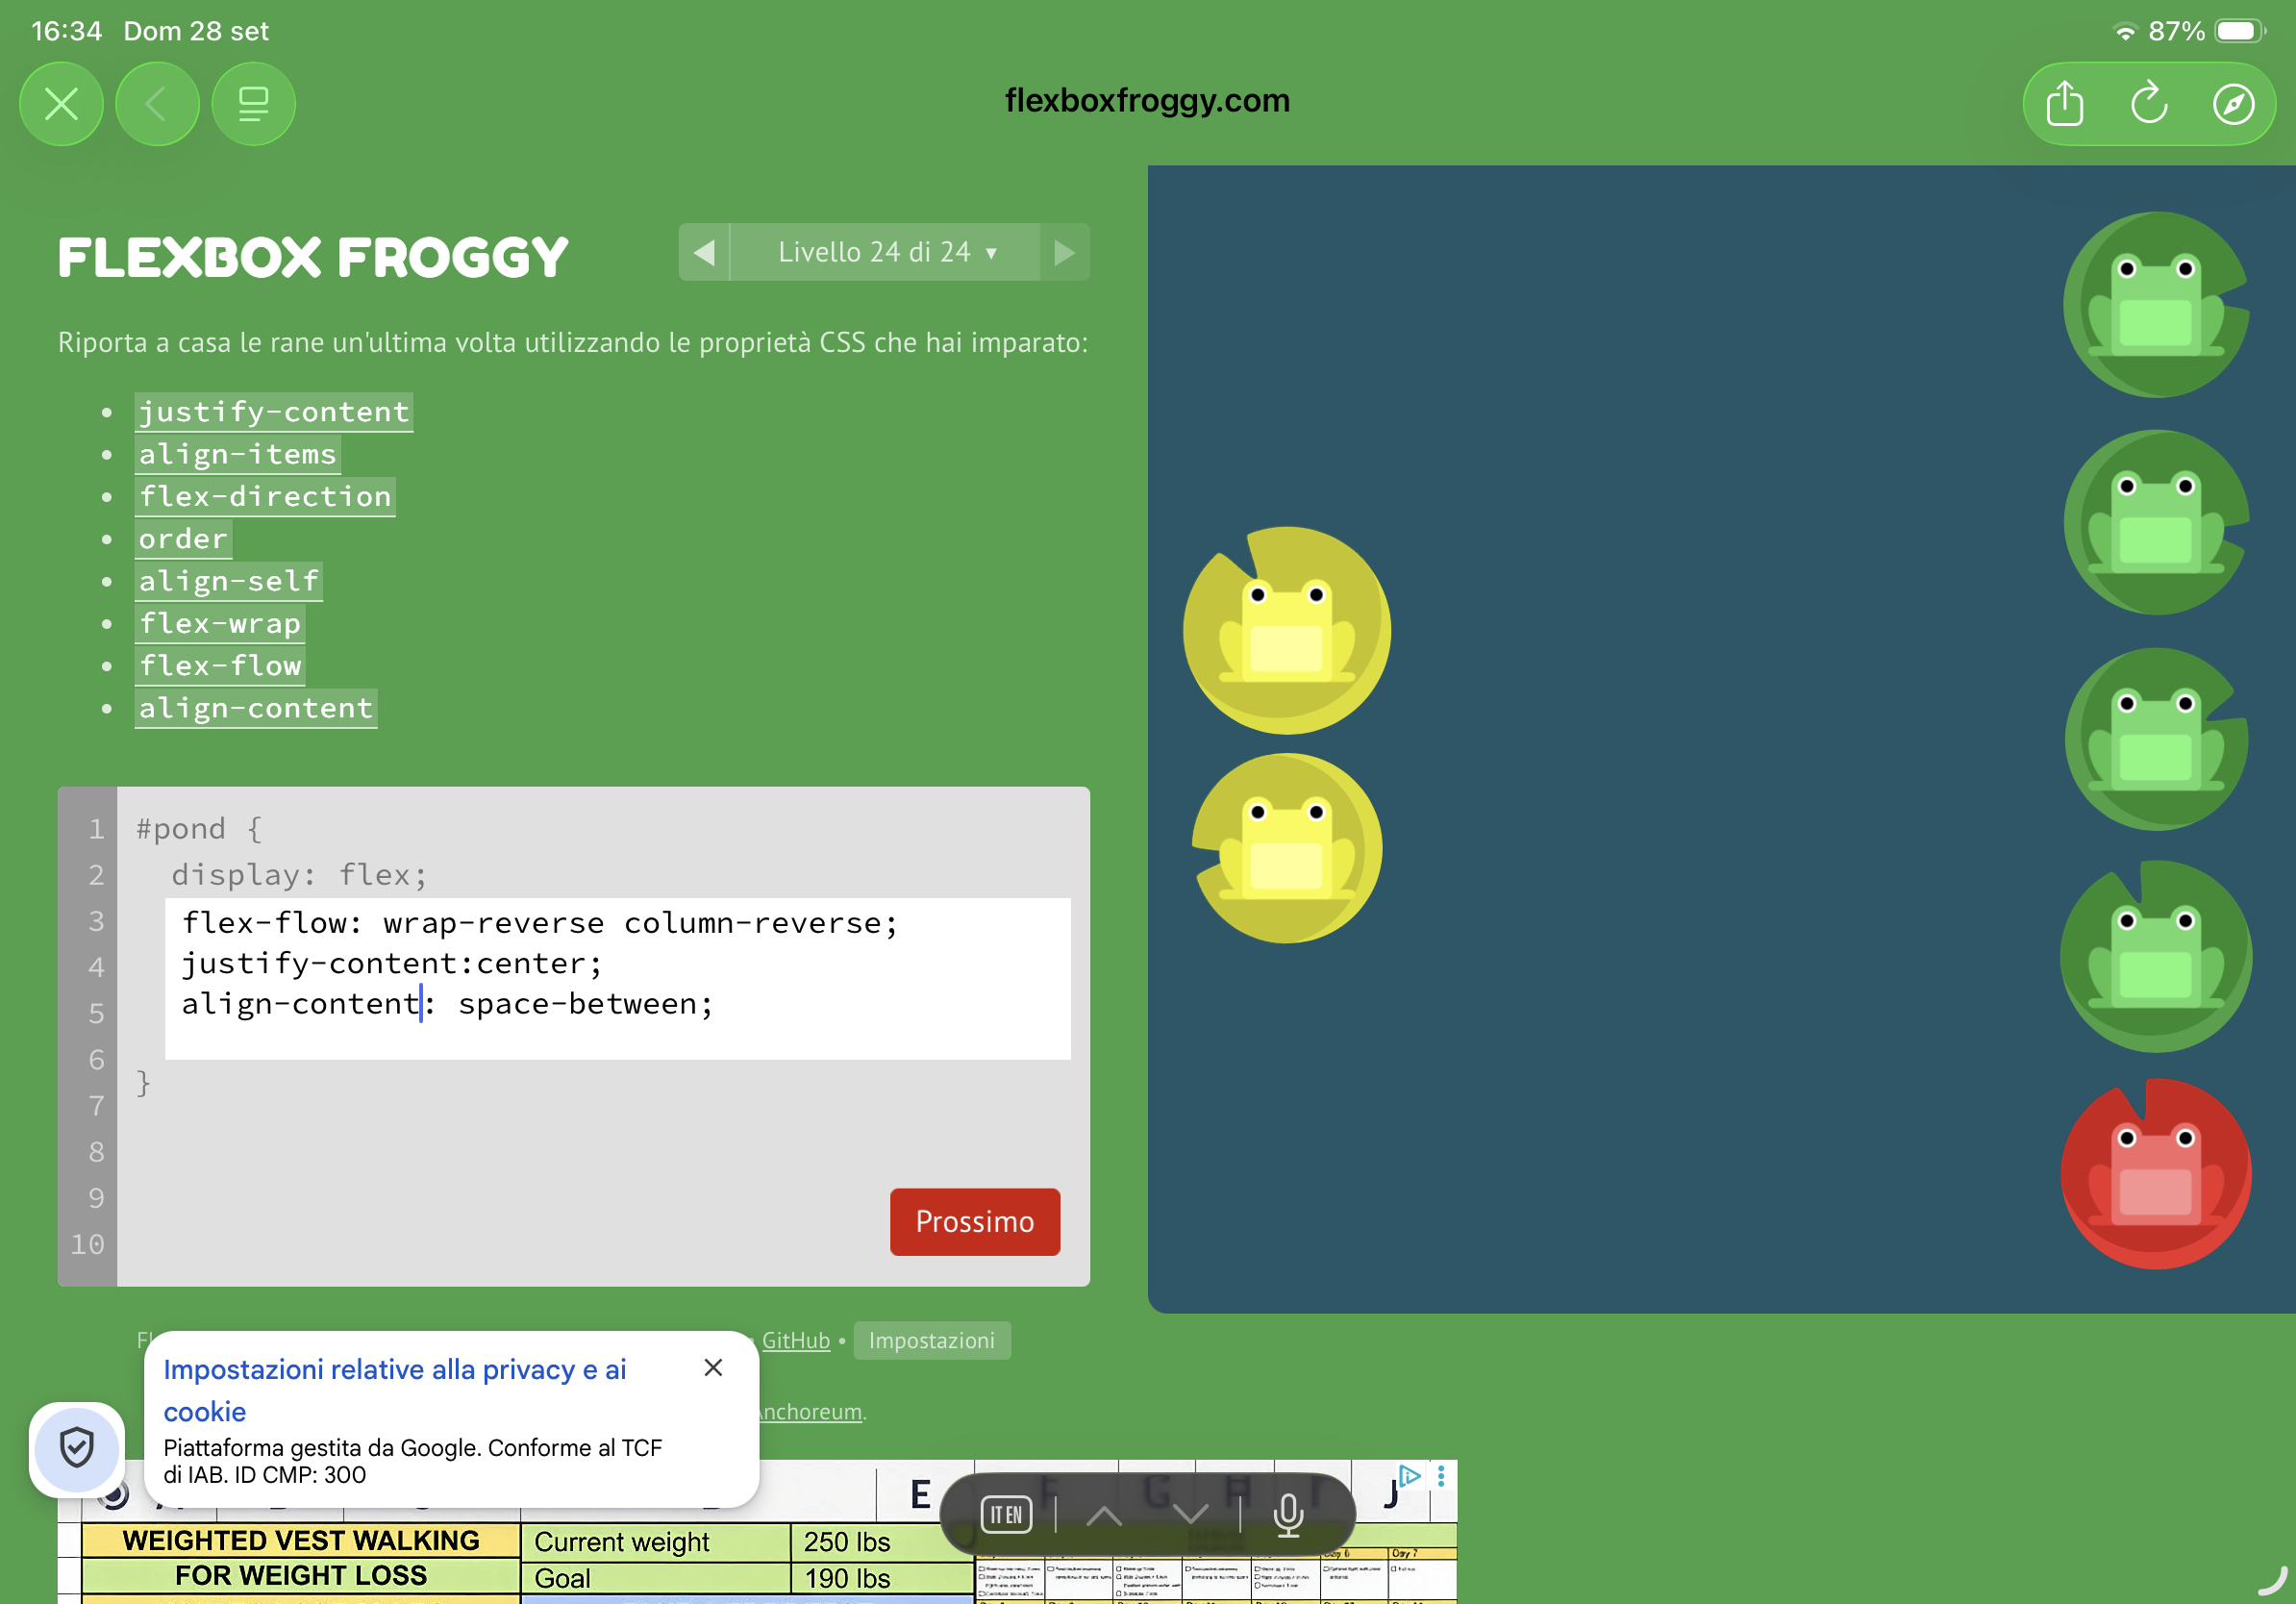 16:34 Dom 28 set
87%
flexboxfroggy.com
FLEXBOX FROGGY
◀ Livello 24 di 24 ▼ ▶
Riporta a casa le rane un'ultima volta utilizzando le proprietà CSS che hai imparato:
• justify-content
• align-items
• flex-direction
• order
• align-self
• flex-wrap
• flex-flow
• align-content
1 #pond {
2 display: flex;
3 flex-flow: wrap-reverse column-reverse;
4 justify-content:center;
5 align-content: space-between;
6
}
7
8
9
10
Prossimo
GitHub • Impostazioni
Impostazioni relative alla privacy e ai
cookie
Piattaforma gestita da Google. Conforme al TCF
di IAB. ID CMP: 300
Anchoreum.
E F G H I J
IT EN
WEIGHTED VEST WALKING
FOR WEIGHT LOSS
Current weight 250 lbs
Goal 190 lbs
Day 6 Day 7